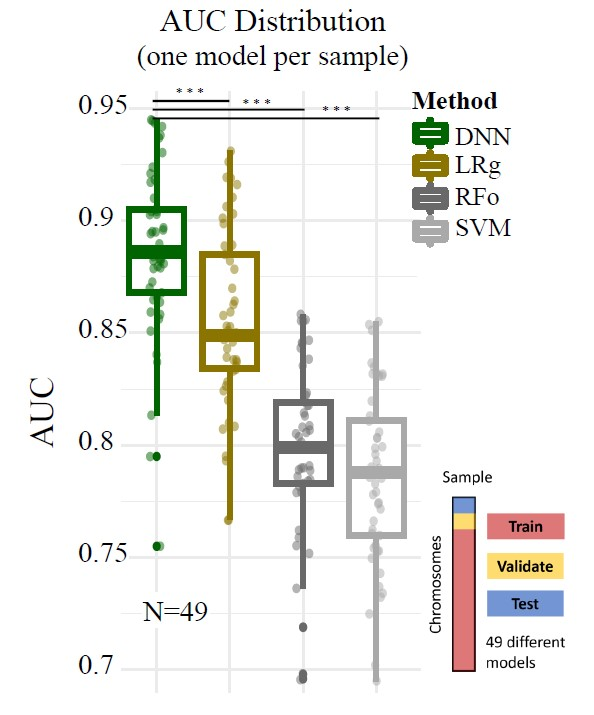 AUC Distribution
(one model per sample)
***
***
***
Method
DNN
LRg
RFo
SVM
0.95
0.9
0.85
0.8
0.75
0.7
AUC
N=49
Sample
Chromosomes
Train
Validate
Test
49 different
models